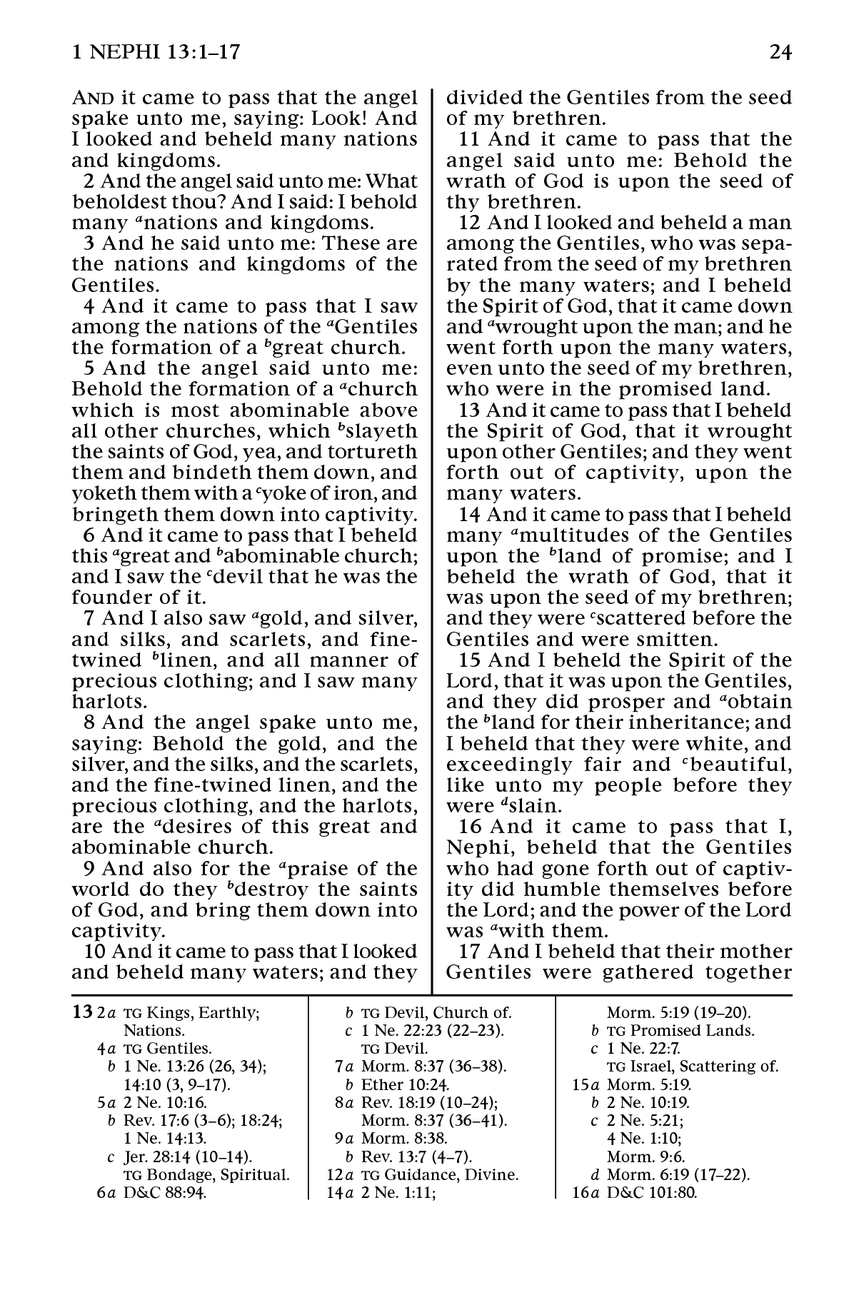 1 NEPHI 13:1–17 24
AND it came to pass that the angel
spake unto me, saying: Look! And
I looked and beheld many nations
and kingdoms.
2 And the angel said unto me: What
beholdest thou? And I said: I behold
many anations and kingdoms.
3 And he said unto me: These are
the nations and kingdoms of the
Gentiles.
4 And it came to pass that I saw
among the nations of the aGentiles
the formation of a bgreat church.
5 And the angel said unto me:
Behold the formation of a achurch
which is most abominable above
all other churches, which bslayeth
the saints of God, yea, and tortureth
them and bindeth them down, and
yoketh them with a cyoke of iron, and
bringeth them down into captivity.
6 And it came to pass that I beheld
this agreat and babominable church;
and I saw the cdevil that he was the
founder of it.
7 And I also saw agold, and silver,
and silks, and scarlets, and fine-
twined blinen, and all manner of
precious clothing; and I saw many
harlots.
8 And the angel spake unto me,
saying: Behold the gold, and the
silver, and the silks, and the scarlets,
and the fine-twined linen, and the
precious clothing, and the harlots,
are the adesires of this great and
abominable church.
9 And also for the apraise of the
world do they bdestroy the saints
of God, and bring them down into
captivity.
10 And it came to pass that I looked
and beheld many waters; and they
divided the Gentiles from the seed
of my brethren.
11 And it came to pass that the
angel said unto me: Behold the
wrath of God is upon the seed of
thy brethren.
12 And I looked and beheld a man
among the Gentiles, who was sepa-
rated from the seed of my brethren
by the many waters; and I beheld
the Spirit of God, that it came down
and awrought upon the man; and he
went forth upon the many waters,
even unto the seed of my brethren,
who were in the promised land.
13 And it came to pass that I beheld
the Spirit of God, that it wrought
upon other Gentiles; and they went
forth out of captivity, upon the
many waters.
14 And it came to pass that I beheld
many amultitudes of the Gentiles
upon the bland of promise; and I
beheld the wrath of God, that it
was upon the seed of my brethren;
and they were cscattered before the
Gentiles and were smitten.
15 And I beheld the Spirit of the
Lord, that it was upon the Gentiles,
and they did prosper and aobtain
the bland for their inheritance; and
I beheld that they were white, and
exceedingly fair and cbeautiful,
like unto my people before they
were dslain.
16 And it came to pass that I,
Nephi, beheld that the Gentiles
who had gone forth out of captiv-
ity did humble themselves before
the Lord; and the power of the Lord
was awith them.
17 And I beheld that their mother
Gentiles were gathered together
13 2a TG Kings, Earthly;
Nations.
4a TG Gentiles.
b 1 Ne. 13:26 (26, 34);
14:10 (3, 9–17).
5a 2 Ne. 10:16.
b Rev. 17:6 (3–6); 18:24;
1 Ne. 14:13.
c Jer. 28:14 (10–14).
TG Bondage, Spiritual.
6a D&C 88:94.
b TG Devil, Church of.
c 1 Ne. 22:23 (22–23).
TG Devil.
7a Morm. 8:37 (36–38).
b Ether 10:24.
8a Rev. 18:19 (10–24);
Morm. 8:37 (36–41).
9a Morm. 8:38.
b Rev. 13:7 (4–7).
12a TG Guidance, Divine.
14a 2 Ne. 1:11;
Morm. 5:19 (19–20).
b TG Promised Lands.
c 1 Ne. 22:7.
TG Israel, Scattering of.
15a Morm. 5:19.
b 2 Ne. 10:19.
c 2 Ne. 5:21;
4 Ne. 1:10;
Morm. 9:6.
d Morm. 6:19 (17–22).
16a D&C 101:80.